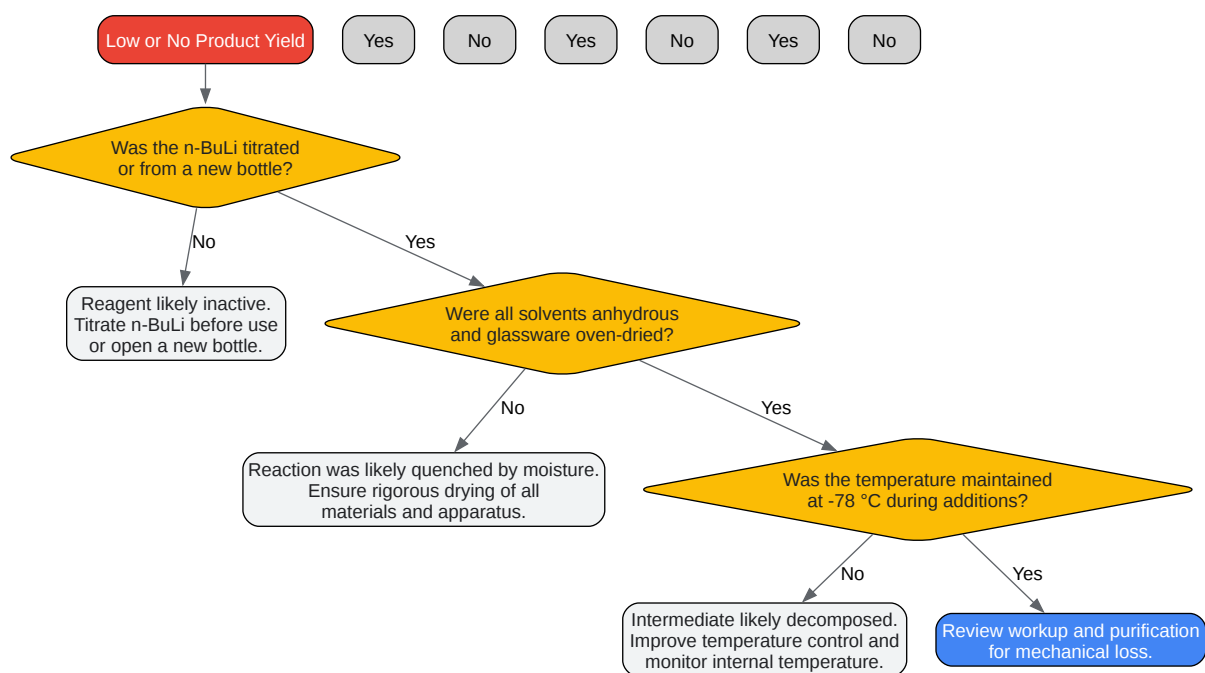 Low or No Product Yield
Yes
No
Yes
No
Yes
No
Was the n-BuLi titrated
or from a new bottle?
No
Yes
Reagent likely inactive.
Titrate n-BuLi before use
or open a new bottle.
Were all solvents anhydrous
and glassware oven-dried?
No
Yes
Reaction was likely quenched by moisture.
Ensure rigorous drying of all
materials and apparatus.
Was the temperature maintained
at -78 °C during additions?
No
Yes
Intermediate likely decomposed.
Improve temperature control and
monitor internal temperature.
Review workup and purification
for mechanical loss.